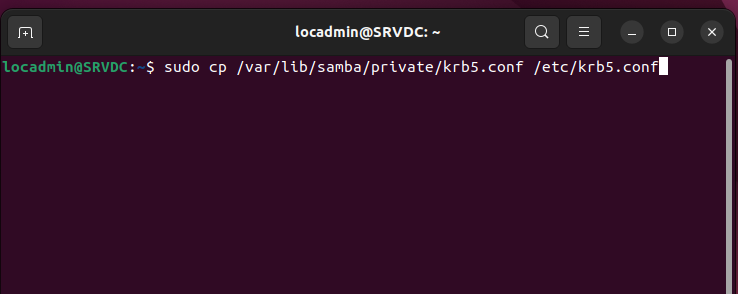 locadmin@SRVDC: ~
locadmin@SRVDC:~$ sudo cp /var/lib/samba/private/krb5.conf /etc/krb5.conf